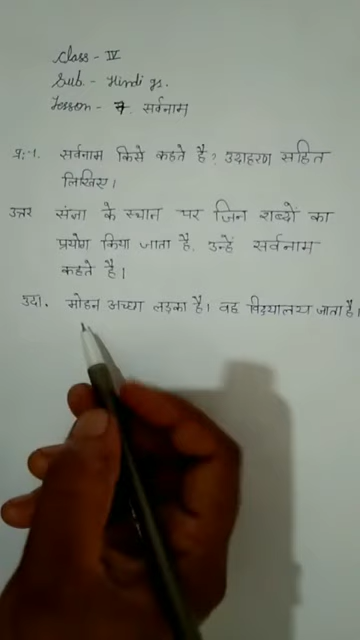 Class - IV
Sub. - Hindi gr.
Lesson - 7. सर्वनाम
प्र:-1. सर्वनाम किसे कहते है? उदाहरण सहित
लिखिए।
उत्तर संज्ञा के स्थान पर जिन शब्दों का
प्रयोग किया जाता है, उन्हें सर्वनाम
कहते है।
उदा. मोहन अच्छा लड़का है। वह विद्यालय जाता है।